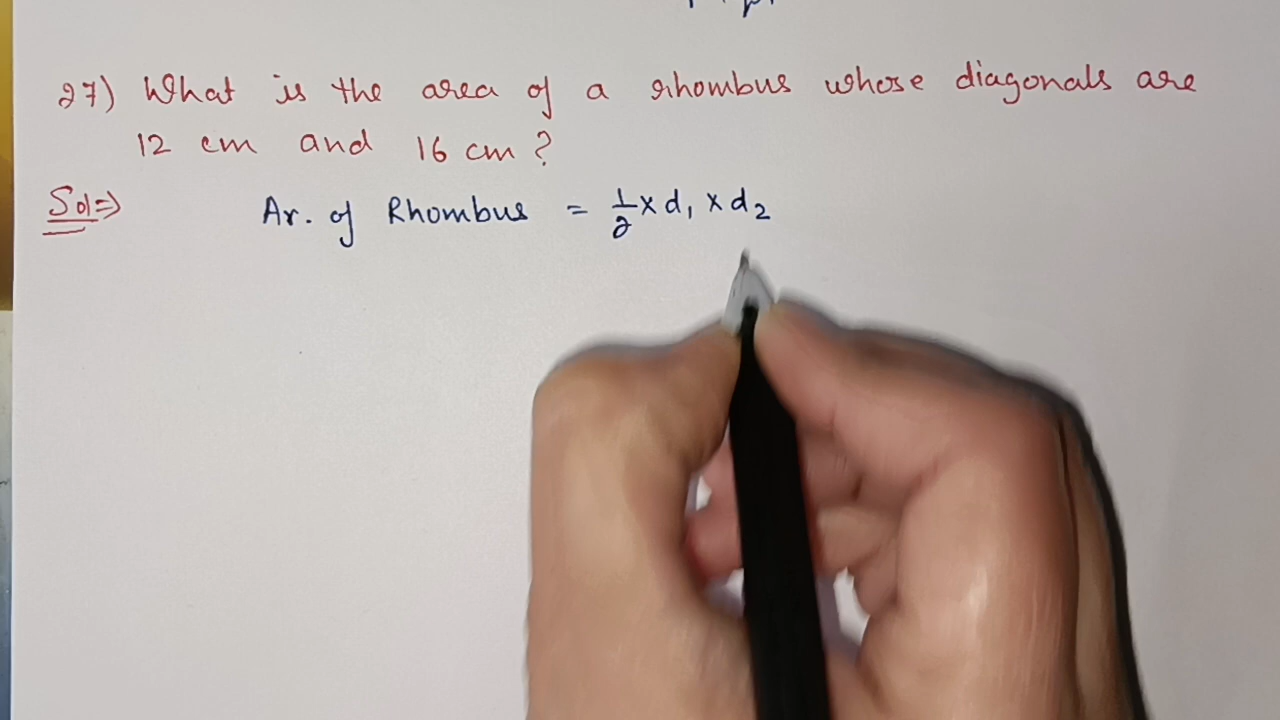 27) What is the area of a rhombus whose diagonals are
12 cm and 16 cm ?
Sol⇒ Ar. of Rhombus = 1/2 x d₁ x d₂